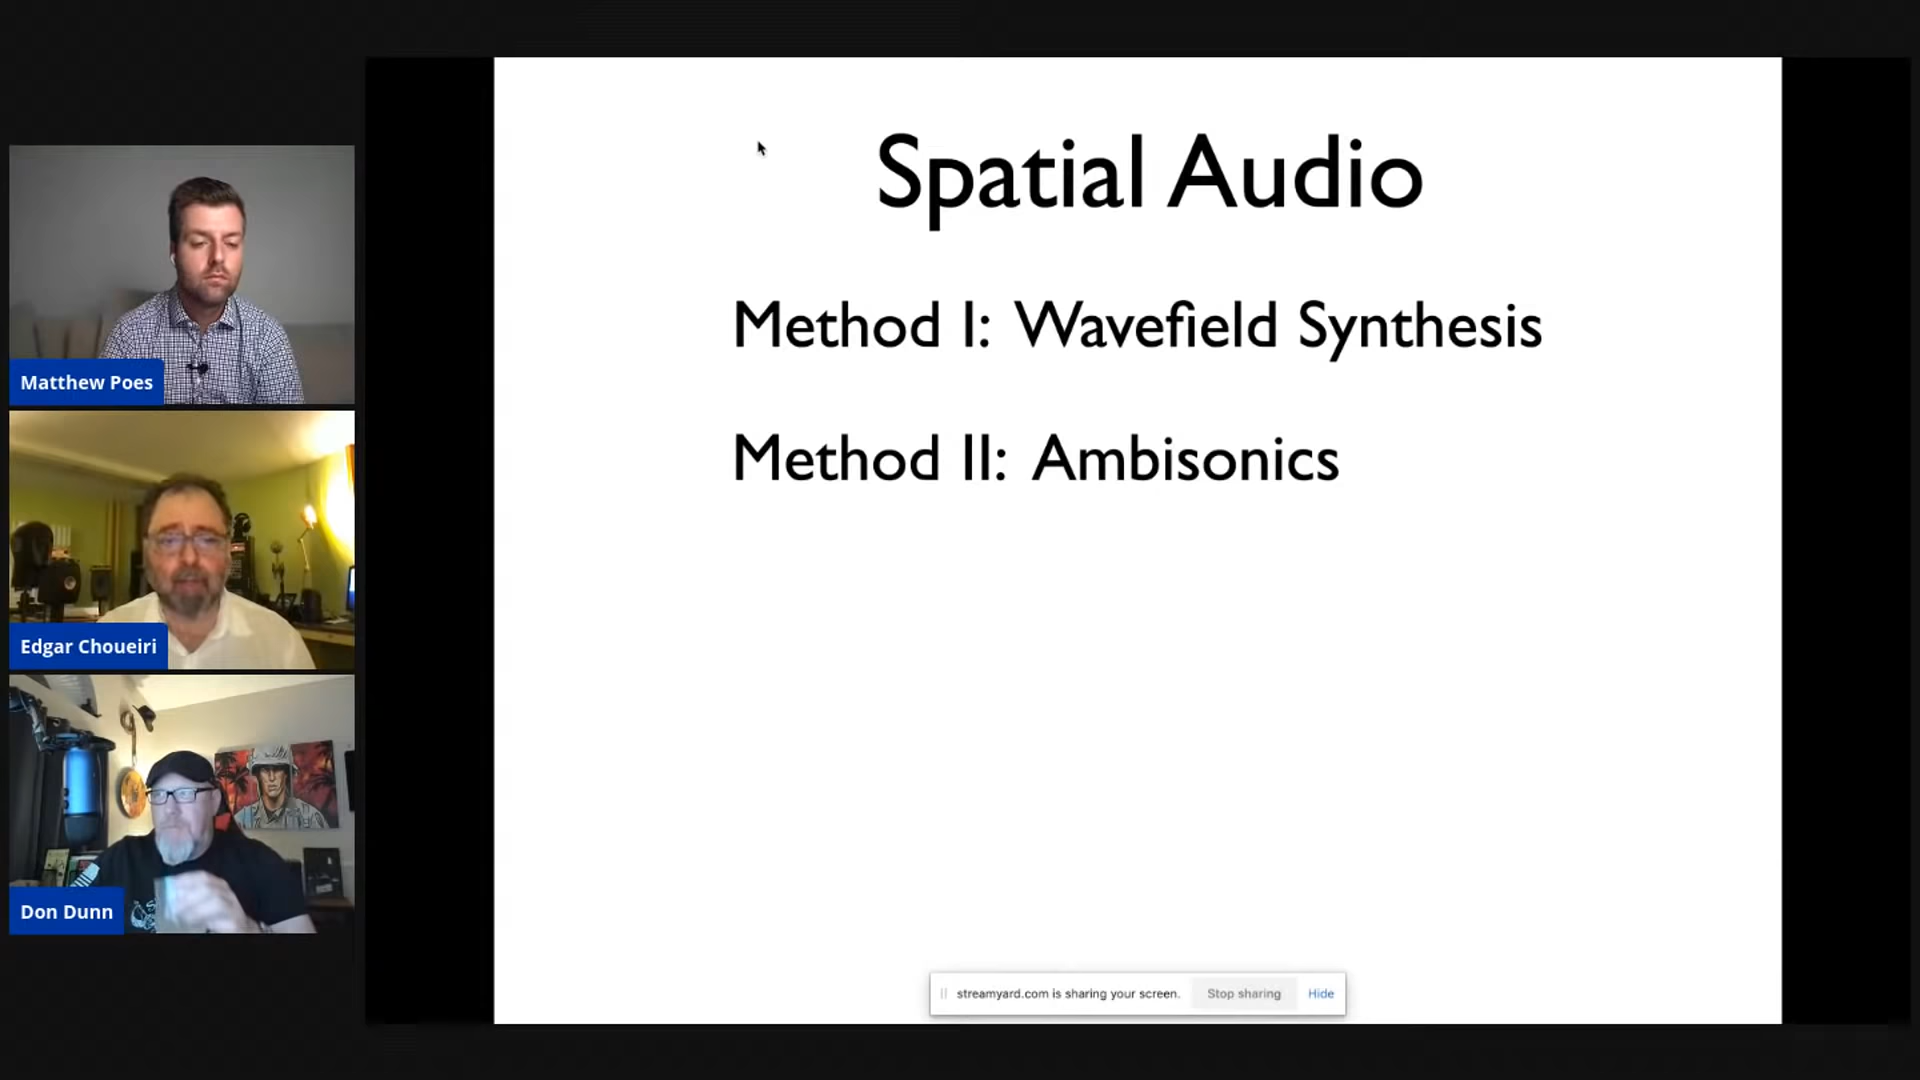 Spatial Audio
Method I: Wavefield Synthesis
Method II: Ambisonics
Matthew Poes
Edgar Choueiri
Don Dunn
streamyard.com is sharing your screen.
Stop sharing
Hide